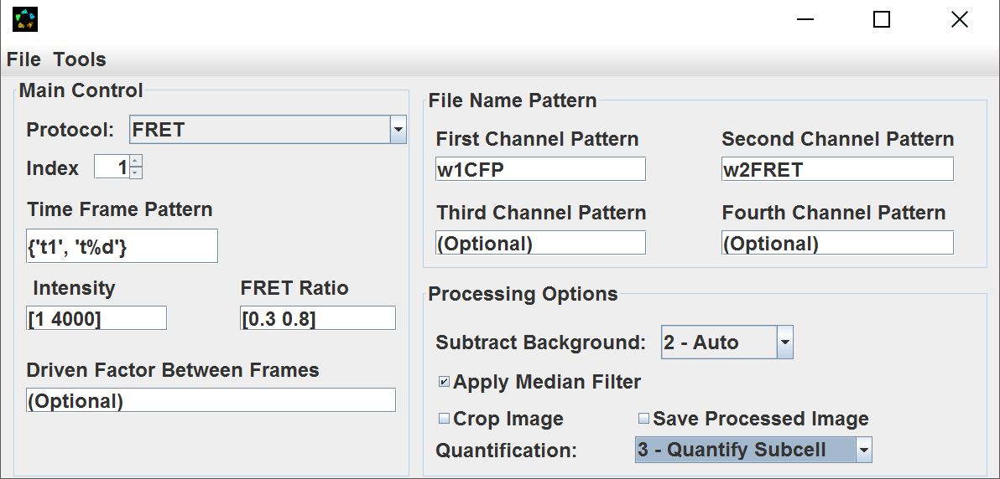 File Tools
Main Control
Protocol: FRET
Index 1
Time Frame Pattern
{'t1', 't%d'}
Intensity FRET Ratio
[1 4000] [0.3 0.8]
Driven Factor Between Frames
(Optional)
File Name Pattern
First Channel Pattern Second Channel Pattern
w1CFP w2FRET
Third Channel Pattern Fourth Channel Pattern
(Optional) (Optional)
Processing Options
Subtract Background: 2 - Auto
Apply Median Filter
Crop Image Save Processed Image
Quantification: 3 - Quantify Subcell